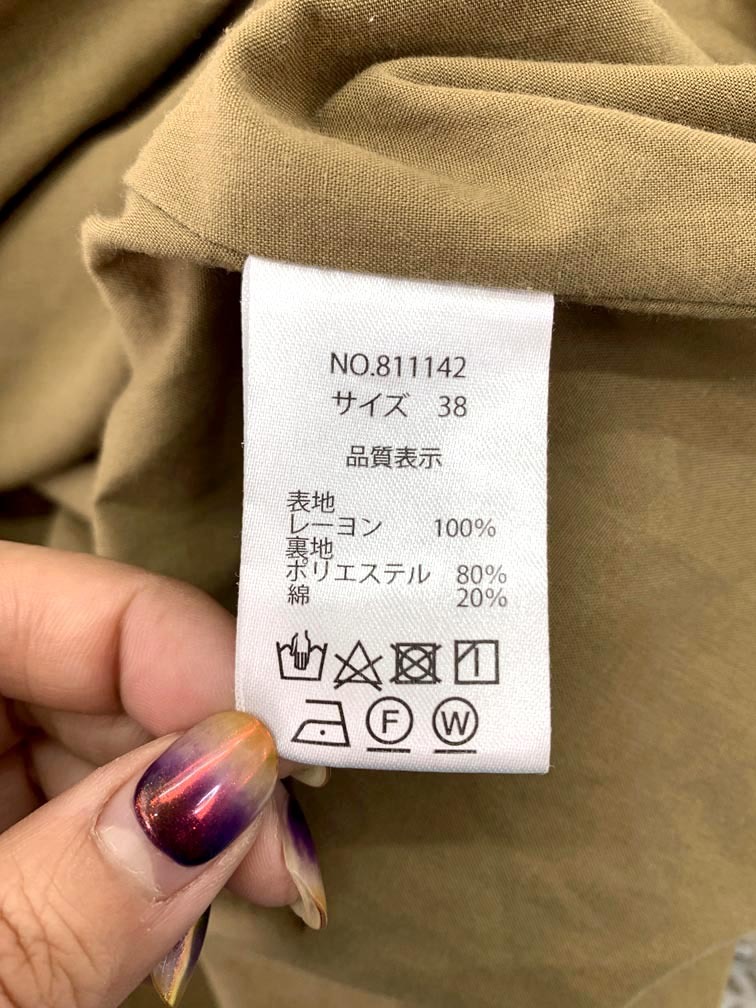 NO.811142
サイズ 38
品質表示
表地
レーヨン 100%
裏地
ポリエステル 80%
綿 20%
F W